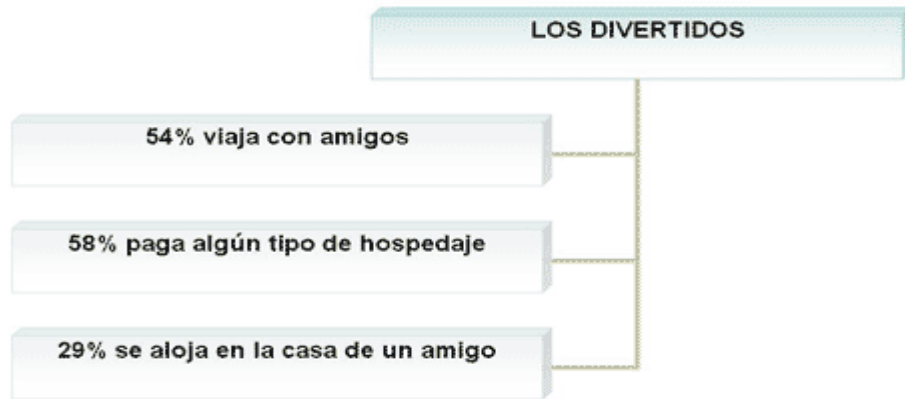 LOS DIVERTIDOS
54% viaja con amigos
58% paga algún tipo de hospedaje
29% se aloja en la casa de un amigo